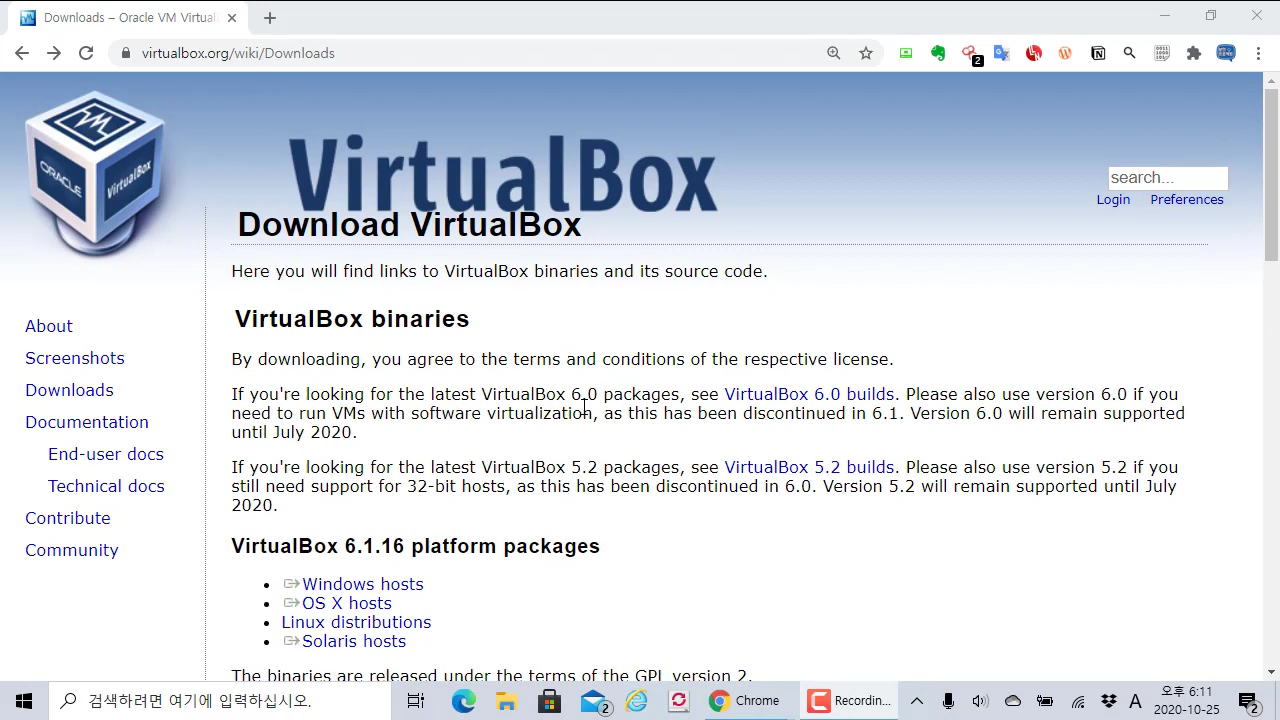 Downloads – Oracle VM Virtual
virtualbox.org/wiki/Downloads
2
ORACLE
VirtualBox
VirtualBox
search...
Login
Preferences
Download VirtualBox
Here you will find links to VirtualBox binaries and its source code.
VirtualBox binaries
By downloading, you agree to the terms and conditions of the respective license.
If you're looking for the latest VirtualBox 6.0 packages, see VirtualBox 6.0 builds. Please also use version 6.0 if you
need to run VMs with software virtualization, as this has been discontinued in 6.1. Version 6.0 will remain supported
until July 2020.
If you're looking for the latest VirtualBox 5.2 packages, see VirtualBox 5.2 builds. Please also use version 5.2 if you
still need support for 32-bit hosts, as this has been discontinued in 6.0. Version 5.2 will remain supported until July
2020.
VirtualBox 6.1.16 platform packages
Windows hosts
OS X hosts
Linux distributions
Solaris hosts
The binaries are released under the terms of the GPL version 2.
About
Screenshots
Downloads
Documentation
End-user docs
Technical docs
Contribute
Community
검색하려면 여기에 입력하십시오.
2
Chrome
Recordin...
A
오후 6:11
2020-10-25
2